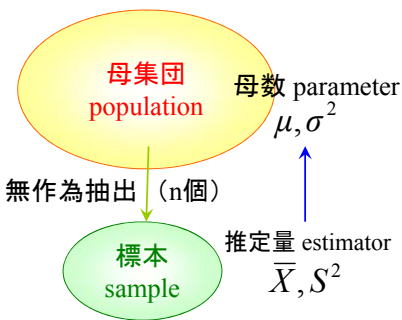 母集団
population
母数 parameter
μ, σ²
無作為抽出 （n個）
標本
sample
推定量 estimator
X̅, S²